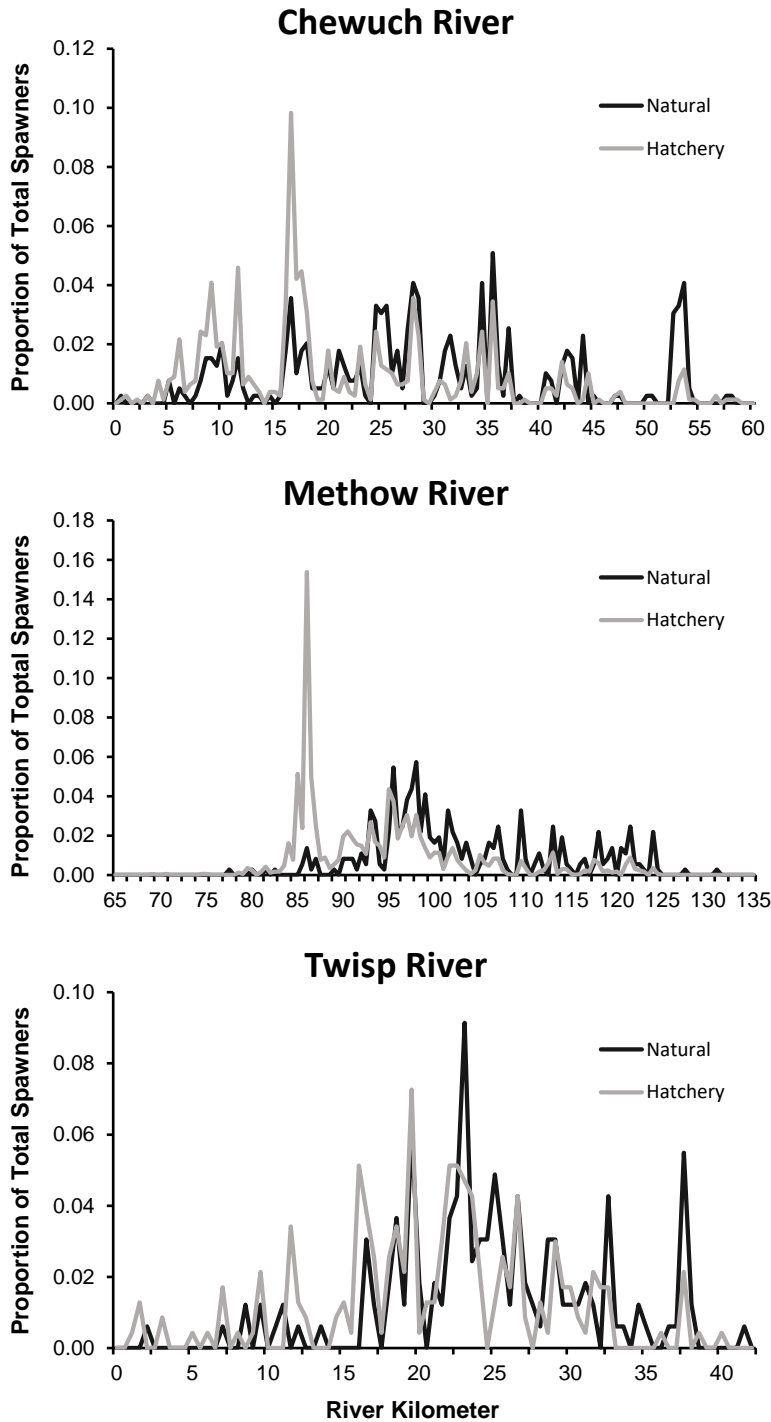 Chewuch River
Proportion of Total Spawners
0.12
0.10
0.08
0.06
0.04
0.02
0.00
Natural
Hatchery
0 5 10 15 20 25 30 35 40 45 50 55 60
Methow River
Proportion of Toptal Spawners
0.18
0.16
0.14
0.12
0.10
0.08
0.06
0.04
0.02
0.00
Natural
Hatchery
65 70 75 80 85 90 95 100 105 110 115 120 125 130 135
Twisp River
Proportion of Total Spawners
0.10
0.08
0.06
0.04
0.02
0.00
Natural
Hatchery
0 5 10 15 20 25 30 35 40
River Kilometer